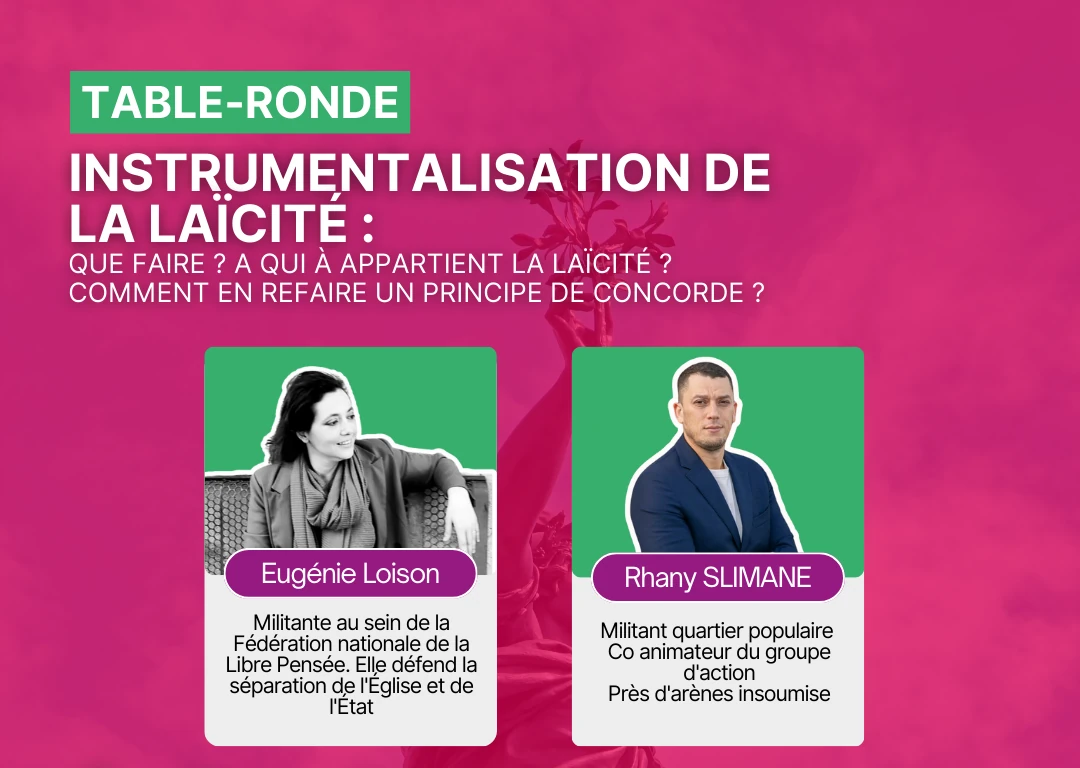 TABLE-RONDE
INSTRUMENTALISATION DE
LA LAÏCITÉ :
QUE FAIRE ? A QUI À APPARTIENT LA LAÏCITÉ ?
COMMENT EN REFAIRE UN PRINCIPE DE CONCORDE ?
Eugénie Loison
Militante au sein de la
Fédération nationale de la
Libre Pensée. Elle défend la
séparation de l'Église et de
l'État
Rhany SLIMANE
Militant quartier populaire
Co animateur du groupe
d'action
Près d'arènes insoumise